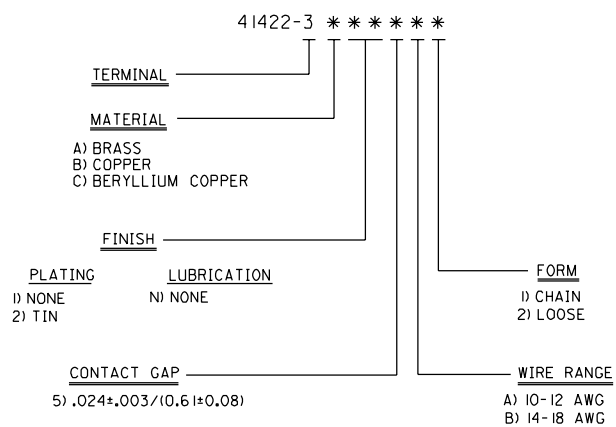 41422-3 * * * * * *
TERMINAL
MATERIAL
A) BRASS
B) COPPER
C) BERYLLIUM COPPER
FINISH
PLATING
1) NONE
2) TIN
LUBRICATION
N) NONE
FORM
1) CHAIN
2) LOOSE
CONTACT GAP
5) .024±.003/(0.61±0.08)
WIRE RANGE
A) 10-12 AWG
B) 14-18 AWG